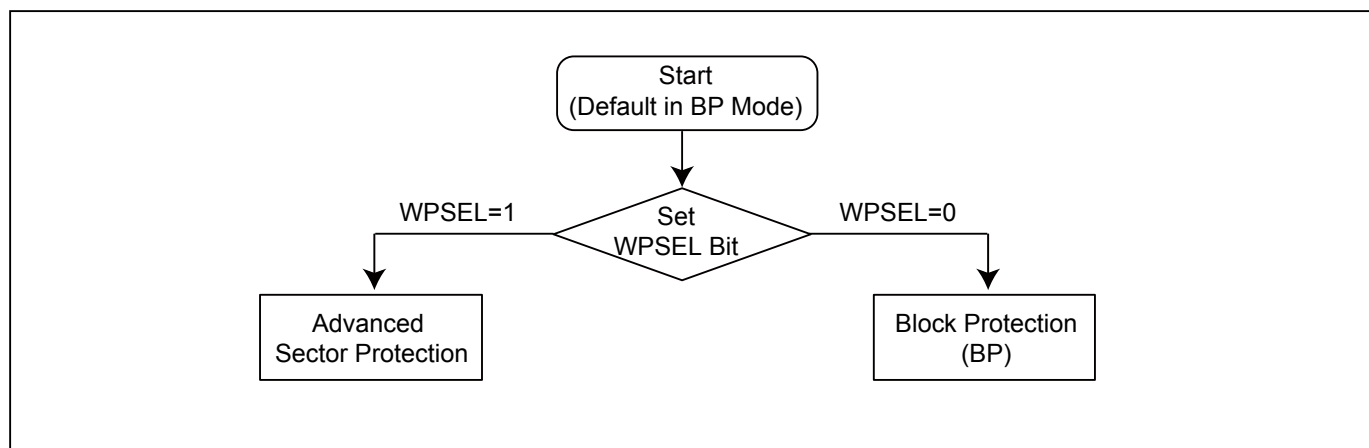 Start
(Default in BP Mode)
WPSEL=1
Set
WPSEL Bit
WPSEL=0
Advanced
Sector Protection
Block Protection
(BP)